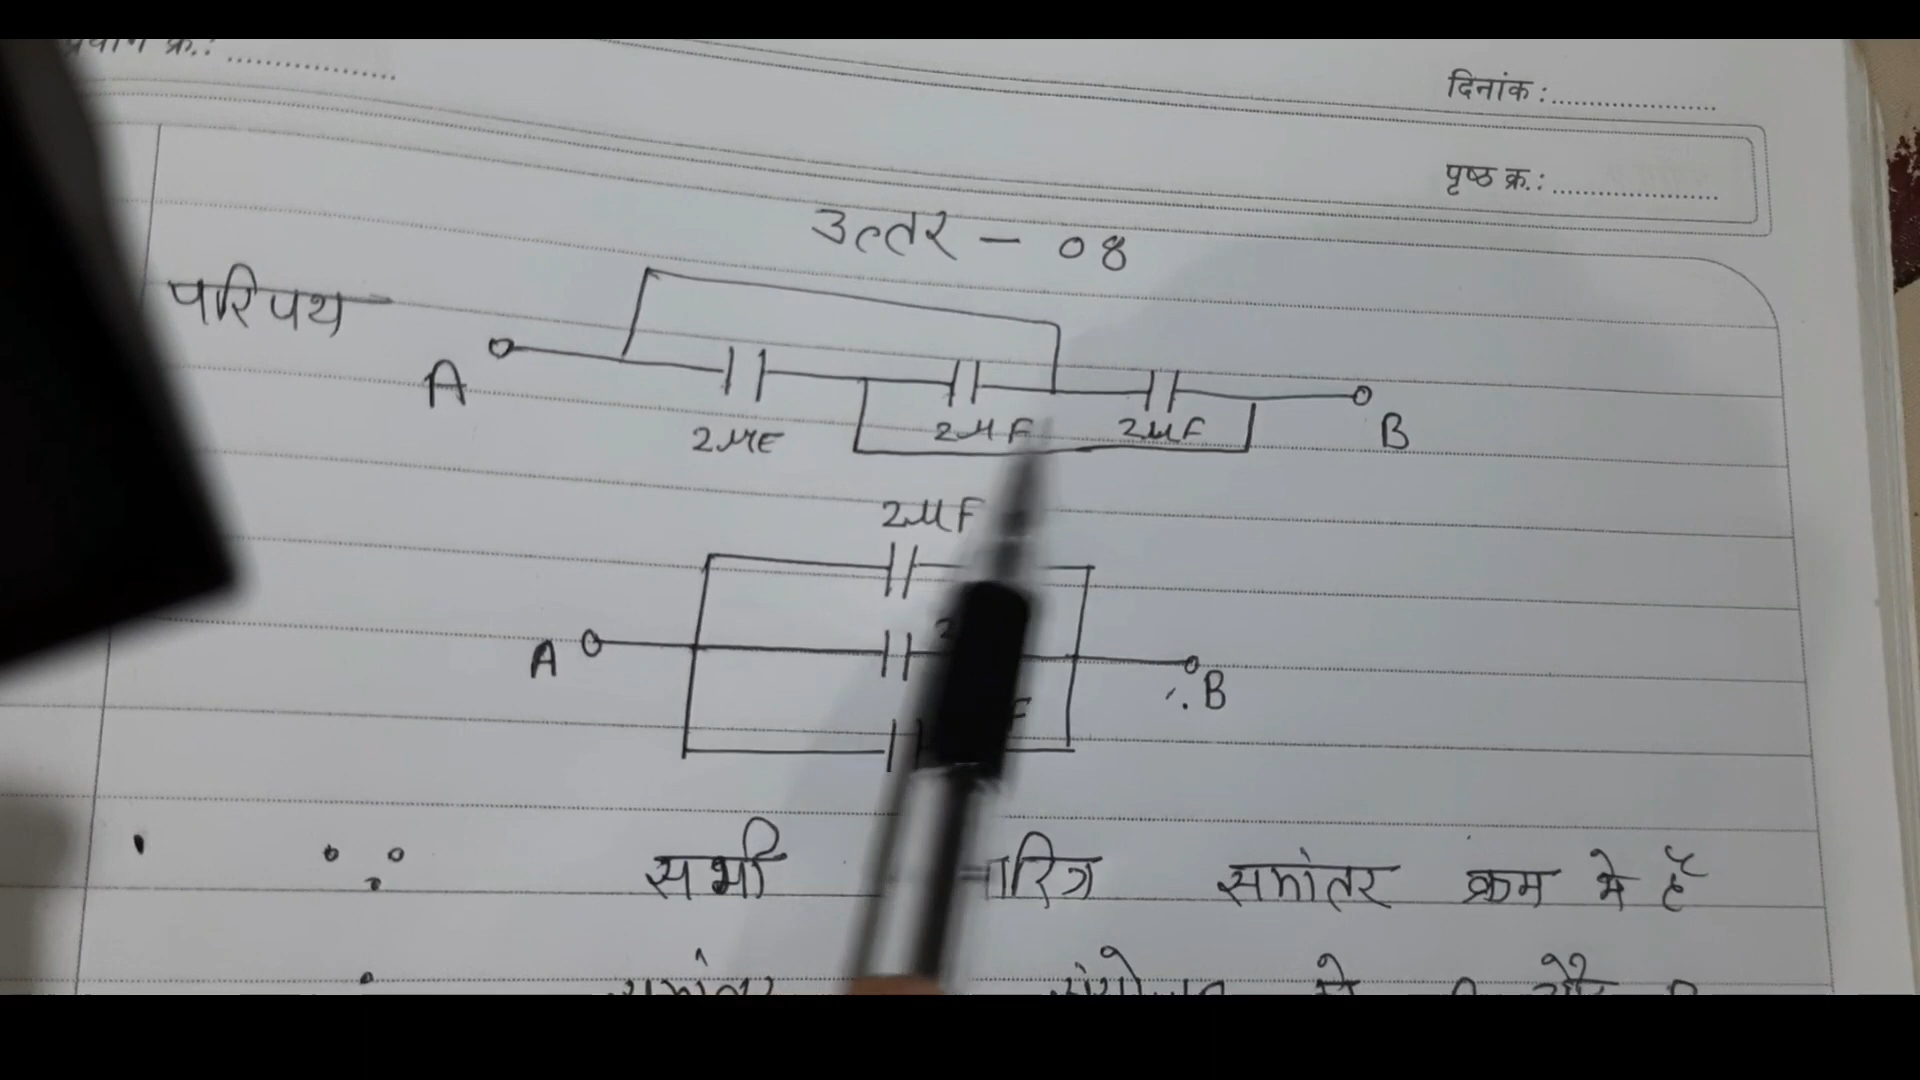 दिनांक :
पृष्ठ क्र. :
उत्तर - 08
परिपथ
A
2μF 2μF 2μF
B
2μF
A
B
सभी समांतर क्रम मे है